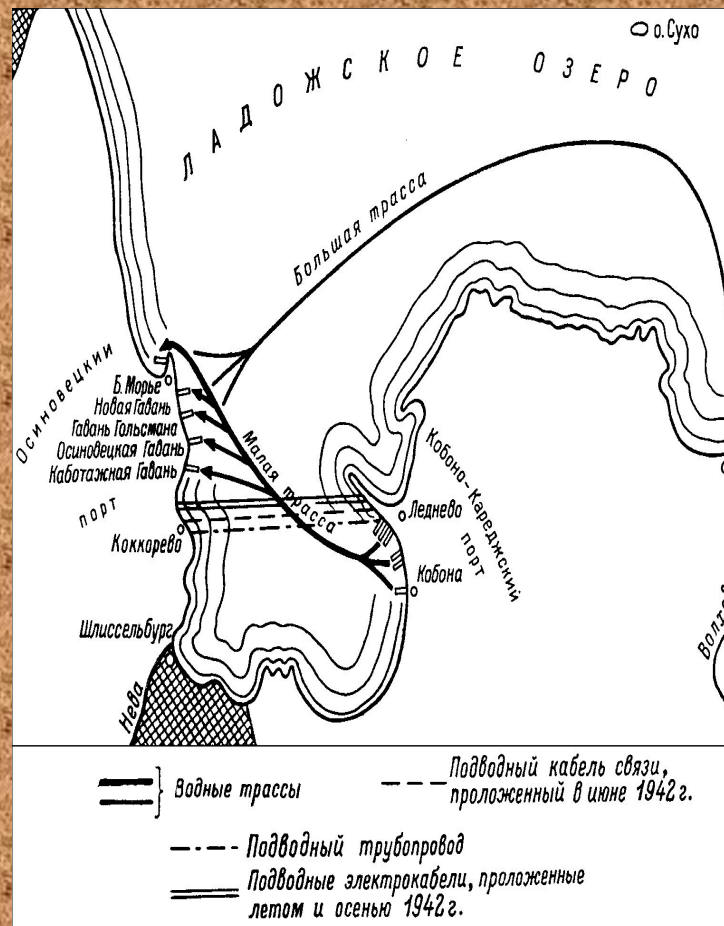 о.Сухо
ЛАДОЖСКОЕ ОЗЕРО
Большая трасса
Осиновецкий
порт
Б.Морье
Новая Гавань
Гавань Гольсмана
Осиновецкая Гавань
Каботажная Гавань
Малая трасса
Кобоно-Кареджский
порт
Леднево
Коккорево
Кобона
Шлиссельбург
Нева
Водные трассы
Подводный кабель связи,
проложенный в июне 1942 г.
Подводный трубопровод
Подводные электрокабели, проложенные
летом и осенью 1942 г.